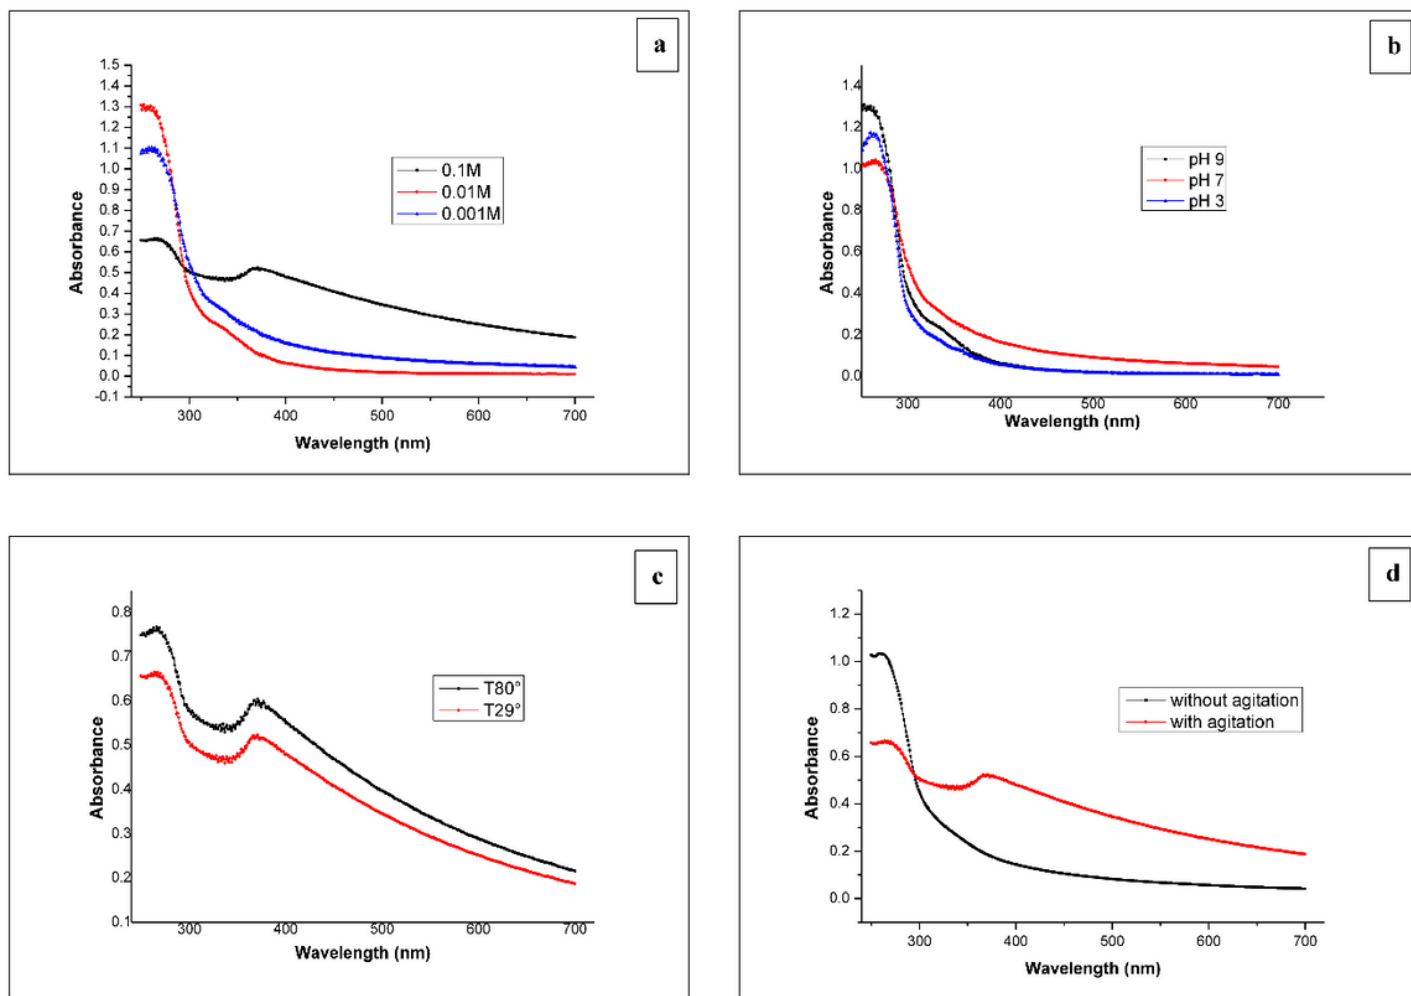 a
1.5
1.4
1.3
1.2
1.1
1.0
0.9
0.8
0.7
0.6
0.5
0.4
0.3
0.2
0.1
0.0
-0.1
Absorbance
0.1M
0.01M
0.001M
300 400 500 600 700
Wavelength (nm)
b
1.4
1.2
1.0
0.8
0.6
0.4
0.2
0.0
Absorbance
pH 9
pH 7
pH 3
300 400 500 600 700
Wavelength (nm)
c
0.8
0.7
0.6
0.5
0.4
0.3
0.2
0.1
Absorbance
T80°
T29°
300 400 500 600 700
Wavelength (nm)
d
1.2
1.0
0.8
0.6
0.4
0.2
0.0
Absorbance
without agitation
with agitation
300 400 500 600 700
Wavelength (nm)